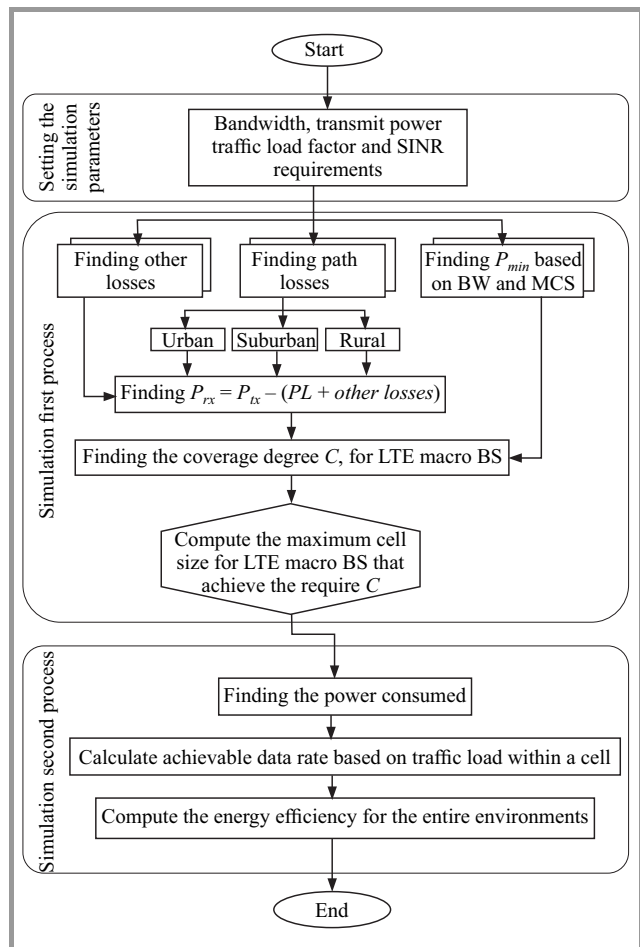 Start
Setting the
simulation
parameters
Bandwidth, transmit power
traffic load factor and SINR
requirements
Simulation first process
Finding other
losses
Finding path
losses
Finding P_min based
on BW and MCS
Urban
Suburban
Rural
Finding P_rx = P_tx – (PL + other losses)
Finding the coverage degree C, for LTE macro BS
Compute the maximum cell
size for LTE macro BS that
achieve the require C
Simulation second process
Finding the power consumed
Calculate achievable data rate based on traffic load within a cell
Compute the energy efficiency for the entire environments
End